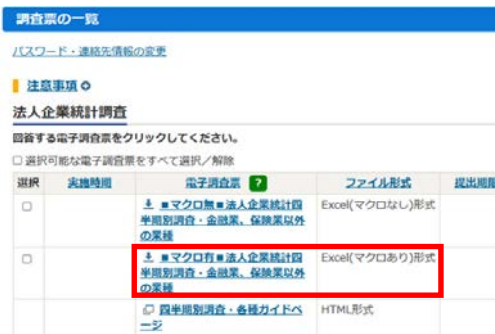 調査票の一覧
パスワード・連絡先情報の変更
注意事項
法人企業統計調査
回答する電子調査票をクリックしてください。
選択可能な電子調査票をすべて選択／解除
選択 実施時期 電子調査票 ? ファイル形式 提出期限
■マクロ無■法人企業統計四 Excel(マクロなし)形式
半期別調査・金融業、保険業以外
の業種
■マクロ有■法人企業統計四 Excel(マクロあり)形式
半期別調査・金融業、保険業以外
の業種
四半期別調査・各種ガイドペ HTML形式
ージ